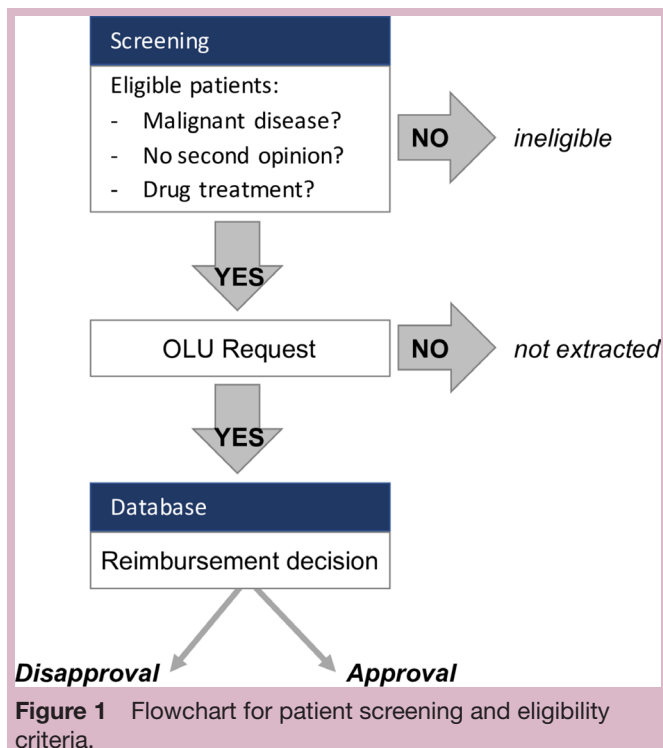 Screening
Eligible patients:
- Malignant disease?
- No second opinion?
- Drug treatment?
NO
ineligible
YES
OLU Request
NO
not extracted
YES
Database
Reimbursement decision
Disapproval
Approval
Figure 1 Flowchart for patient screening and eligibility
criteria.